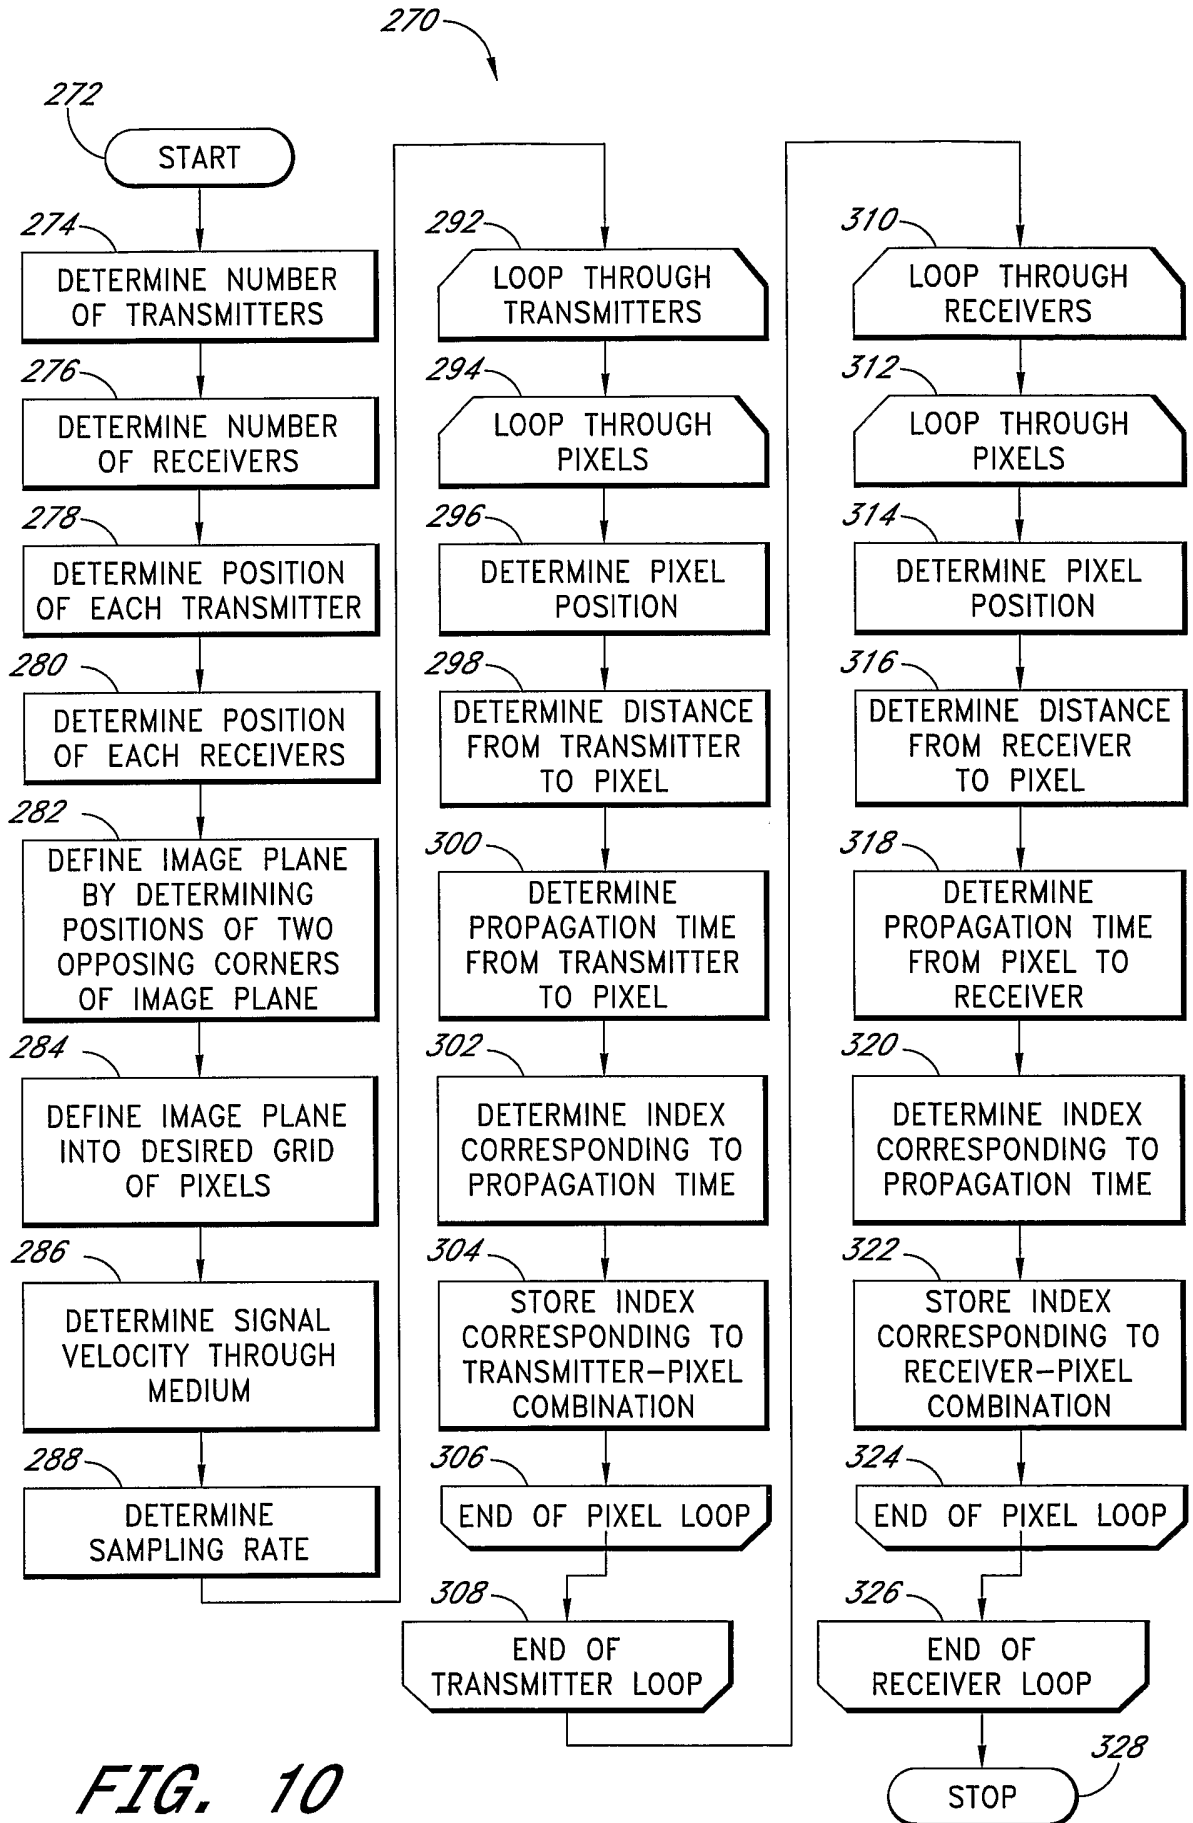 270
272
START
274
DETERMINE NUMBER
OF TRANSMITTERS
276
DETERMINE NUMBER
OF RECEIVERS
278
DETERMINE POSITION
OF EACH TRANSMITTER
280
DETERMINE POSITION
OF EACH RECEIVERS
282
DEFINE IMAGE PLANE
BY DETERMINING
POSITIONS OF TWO
OPPOSING CORNERS
OF IMAGE PLANE
284
DEFINE IMAGE PLANE
INTO DESIRED GRID
OF PIXELS
286
DETERMINE SIGNAL
VELOCITY THROUGH
MEDIUM
288
DETERMINE
SAMPLING RATE
292
LOOP THROUGH
TRANSMITTERS
294
LOOP THROUGH
PIXELS
296
DETERMINE PIXEL
POSITION
298
DETERMINE DISTANCE
FROM TRANSMITTER
TO PIXEL
300
DETERMINE
PROPAGATION TIME
FROM TRANSMITTER
TO PIXEL
302
DETERMINE INDEX
CORRESPONDING TO
PROPAGATION TIME
304
STORE INDEX
CORRESPONDING TO
TRANSMITTER-PIXEL
COMBINATION
306
END OF PIXEL LOOP
308
END OF
TRANSMITTER LOOP
310
LOOP THROUGH
RECEIVERS
312
LOOP THROUGH
PIXELS
314
DETERMINE PIXEL
POSITION
316
DETERMINE DISTANCE
FROM RECEIVER
TO PIXEL
318
DETERMINE
PROPAGATION TIME
FROM PIXEL TO
RECEIVER
320
DETERMINE INDEX
CORRESPONDING TO
PROPAGATION TIME
322
STORE INDEX
CORRESPONDING TO
RECEIVER-PIXEL
COMBINATION
324
END OF PIXEL LOOP
326
END OF
RECEIVER LOOP
328
STOP
FIG. 10